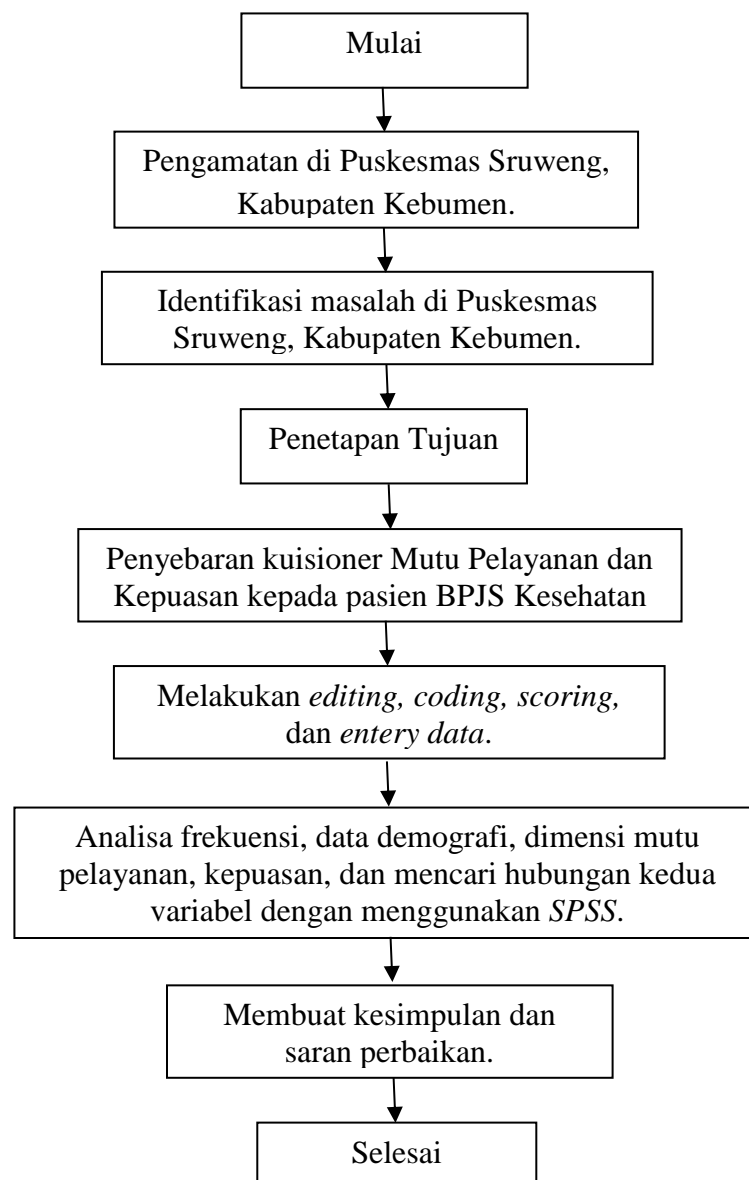 Mulai
Pengamatan di Puskesmas Sruweng,
Kabupaten Kebumen.
Identifikasi masalah di Puskesmas
Sruweng, Kabupaten Kebumen.
Penetapan Tujuan
Penyebaran kuisioner Mutu Pelayanan dan
Kepuasan kepada pasien BPJS Kesehatan
Melakukan editing, coding, scoring,
dan entery data.
Analisa frekuensi, data demografi, dimensi mutu
pelayanan, kepuasan, dan mencari hubungan kedua
variabel dengan menggunakan SPSS.
Membuat kesimpulan dan
saran perbaikan.
Selesai